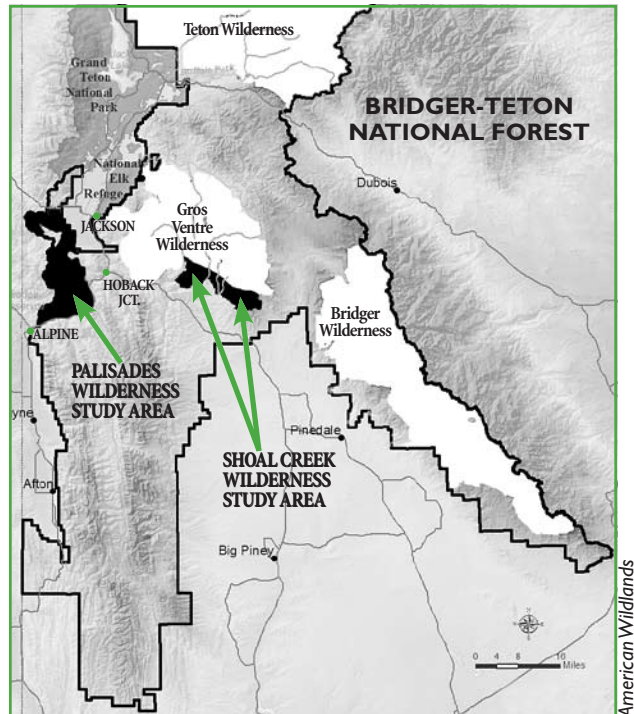 Teton Wilderness
Grand
Teton
National
Park
BRIDGER-TETON
NATIONAL FOREST
National
Elk
Refuge
Dubois
JACKSON
Gros
Ventre
Wilderness
HOBACK
JCT.
Bridger
Wilderness
ALPINE
PALISADES
WILDERNESS
STUDY AREA
yne
Pinedale
SHOAL CREEK
WILDERNESS
STUDY AREA
Afton
Big Piney
0 4 8 16
Miles
American Wildlands